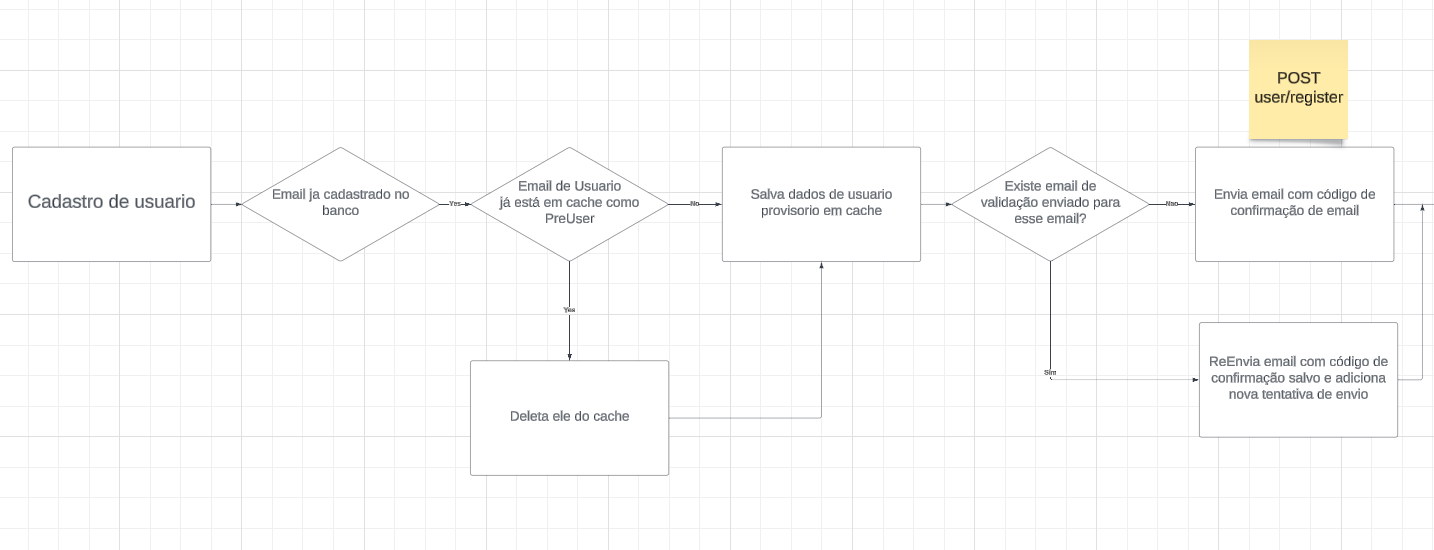 POST
user/register
Cadastro de usuario
Email ja cadastrado no
banco
Yes
Email de Usuario
já está em cache como
PreUser
No
Salva dados de usuario
provisorio em cache
Existe email de
validação enviado para
esse email?
Nao
Envia email com código de
confirmação de email
Yes
Sim
ReEnvia email com código de
confirmação salvo e adiciona
nova tentativa de envio
Deleta ele do cache